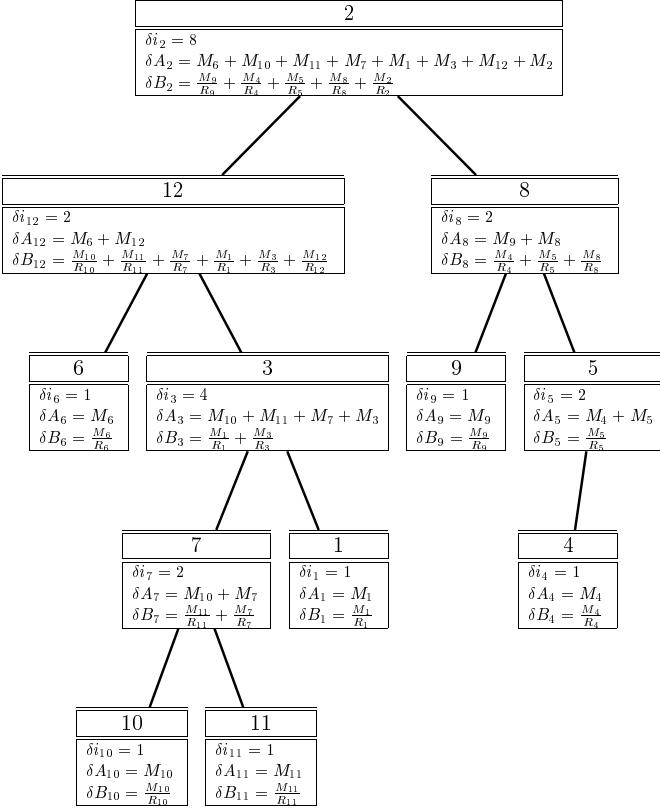 2
δi₂ = 8
δA₂ = M₆ + M₁₀ + M₁₁ + M₇ + M₁ + M₃ + M₁₂ + M₂
δB₂ = M₉/R₉ + M₄/R₄ + M₅/R₅ + M₈/R₈ + M₂/R₂
12
δi₁₂ = 2
δA₁₂ = M₆ + M₁₂
δB₁₂ = M₁₀/R₁₀ + M₁₁/R₁₁ + M₇/R₇ + M₁/R₁ + M₃/R₃ + M₁₂/R₁₂
8
δi₈ = 2
δA₈ = M₉ + M₈
δB₈ = M₄/R₄ + M₅/R₅ + M₈/R₈
6
δi₆ = 1
δA₆ = M₆
δB₆ = M₆/R₆
3
δi₃ = 4
δA₃ = M₁₀ + M₁₁ + M₇ + M₃
δB₃ = M₁/R₁ + M₃/R₃
9
δi₉ = 1
δA₉ = M₉
δB₉ = M₉/R₉
5
δi₅ = 2
δA₅ = M₄ + M₅
δB₅ = M₅/R₅
7
δi₇ = 2
δA₇ = M₁₀ + M₇
δB₇ = M₁₁/R₁₁ + M₇/R₇
1
δi₁ = 1
δA₁ = M₁
δB₁ = M₁/R₁
4
δi₄ = 1
δA₄ = M₄
δB₄ = M₄/R₄
10
δi₁₀ = 1
δA₁₀ = M₁₀
δB₁₀ = M₁₀/R₁₀
11
δi₁₁ = 1
δA₁₁ = M₁₁
δB₁₁ = M₁₁/R₁₁